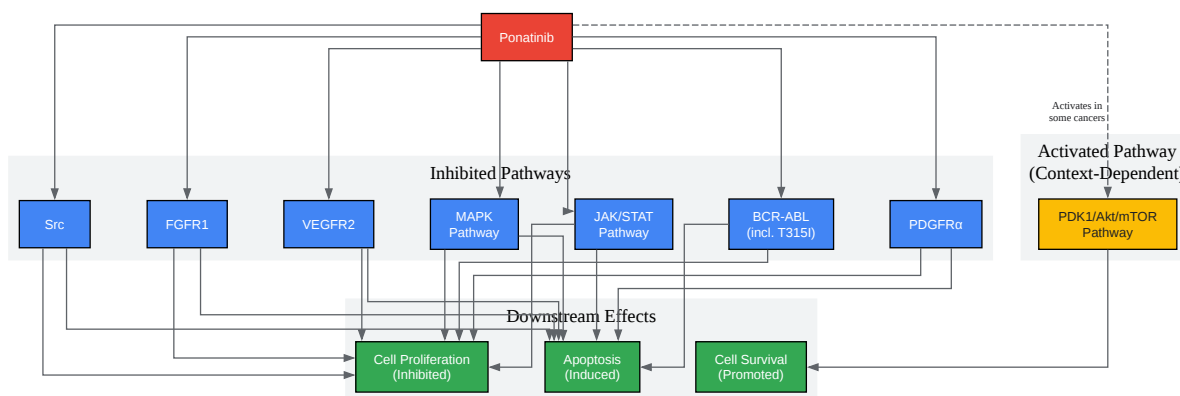 Ponatinib
Activates in
some cancers
Inhibited Pathways
Activated Pathway
(Context-Dependent)
Src
FGFR1
VEGFR2
MAPK
Pathway
JAK/STAT
Pathway
BCR-ABL
(incl. T315I)
PDGFRα
PDK1/Akt/mTOR
Pathway
Downstream Effects
Cell Proliferation
(Inhibited)
Apoptosis
(Induced)
Cell Survival
(Promoted)